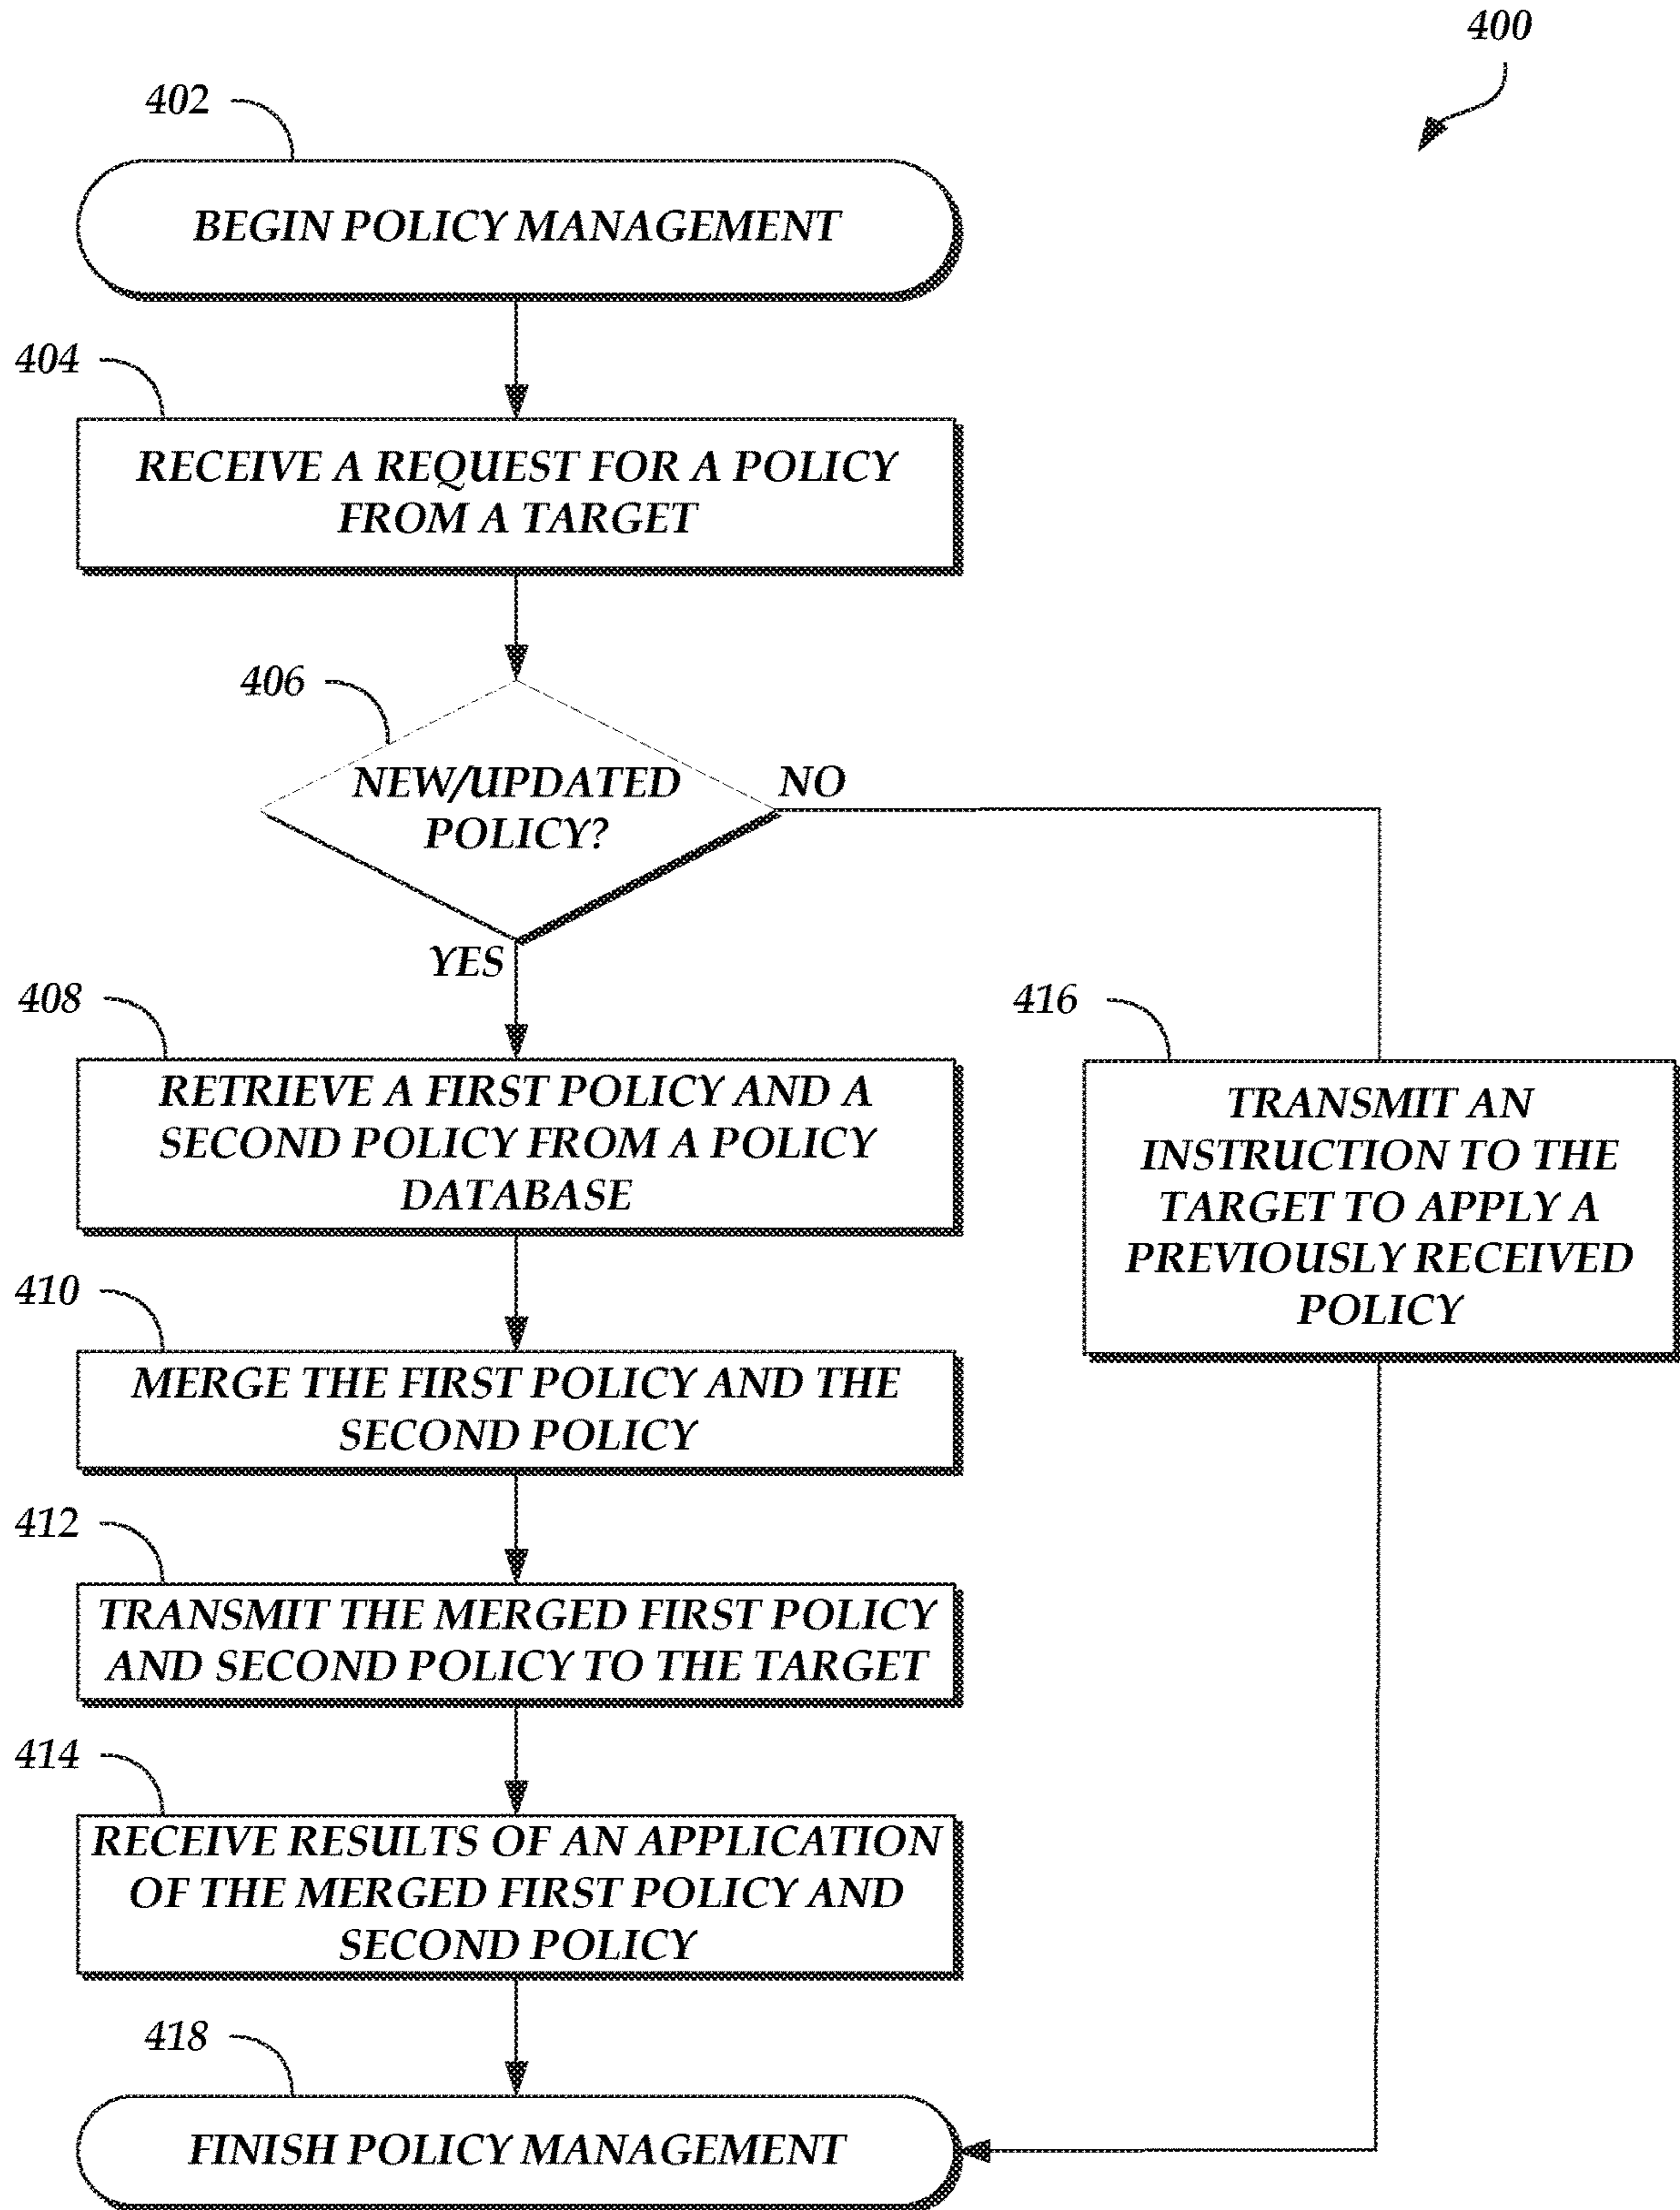 400
402
BEGIN POLICY MANAGEMENT
404
RECEIVE A REQUEST FOR A POLICY
FROM A TARGET
406
NEW/UPDATED
POLICY?
NO
YES
408
RETRIEVE A FIRST POLICY AND A
SECOND POLICY FROM A POLICY
DATABASE
416
TRANSMIT AN
INSTRUCTION TO THE
TARGET TO APPLY A
PREVIOUSLY RECEIVED
POLICY
410
MERGE THE FIRST POLICY AND THE
SECOND POLICY
412
TRANSMIT THE MERGED FIRST POLICY
AND SECOND POLICY TO THE TARGET
414
RECEIVE RESULTS OF AN APPLICATION
OF THE MERGED FIRST POLICY AND
SECOND POLICY
418
FINISH POLICY MANAGEMENT